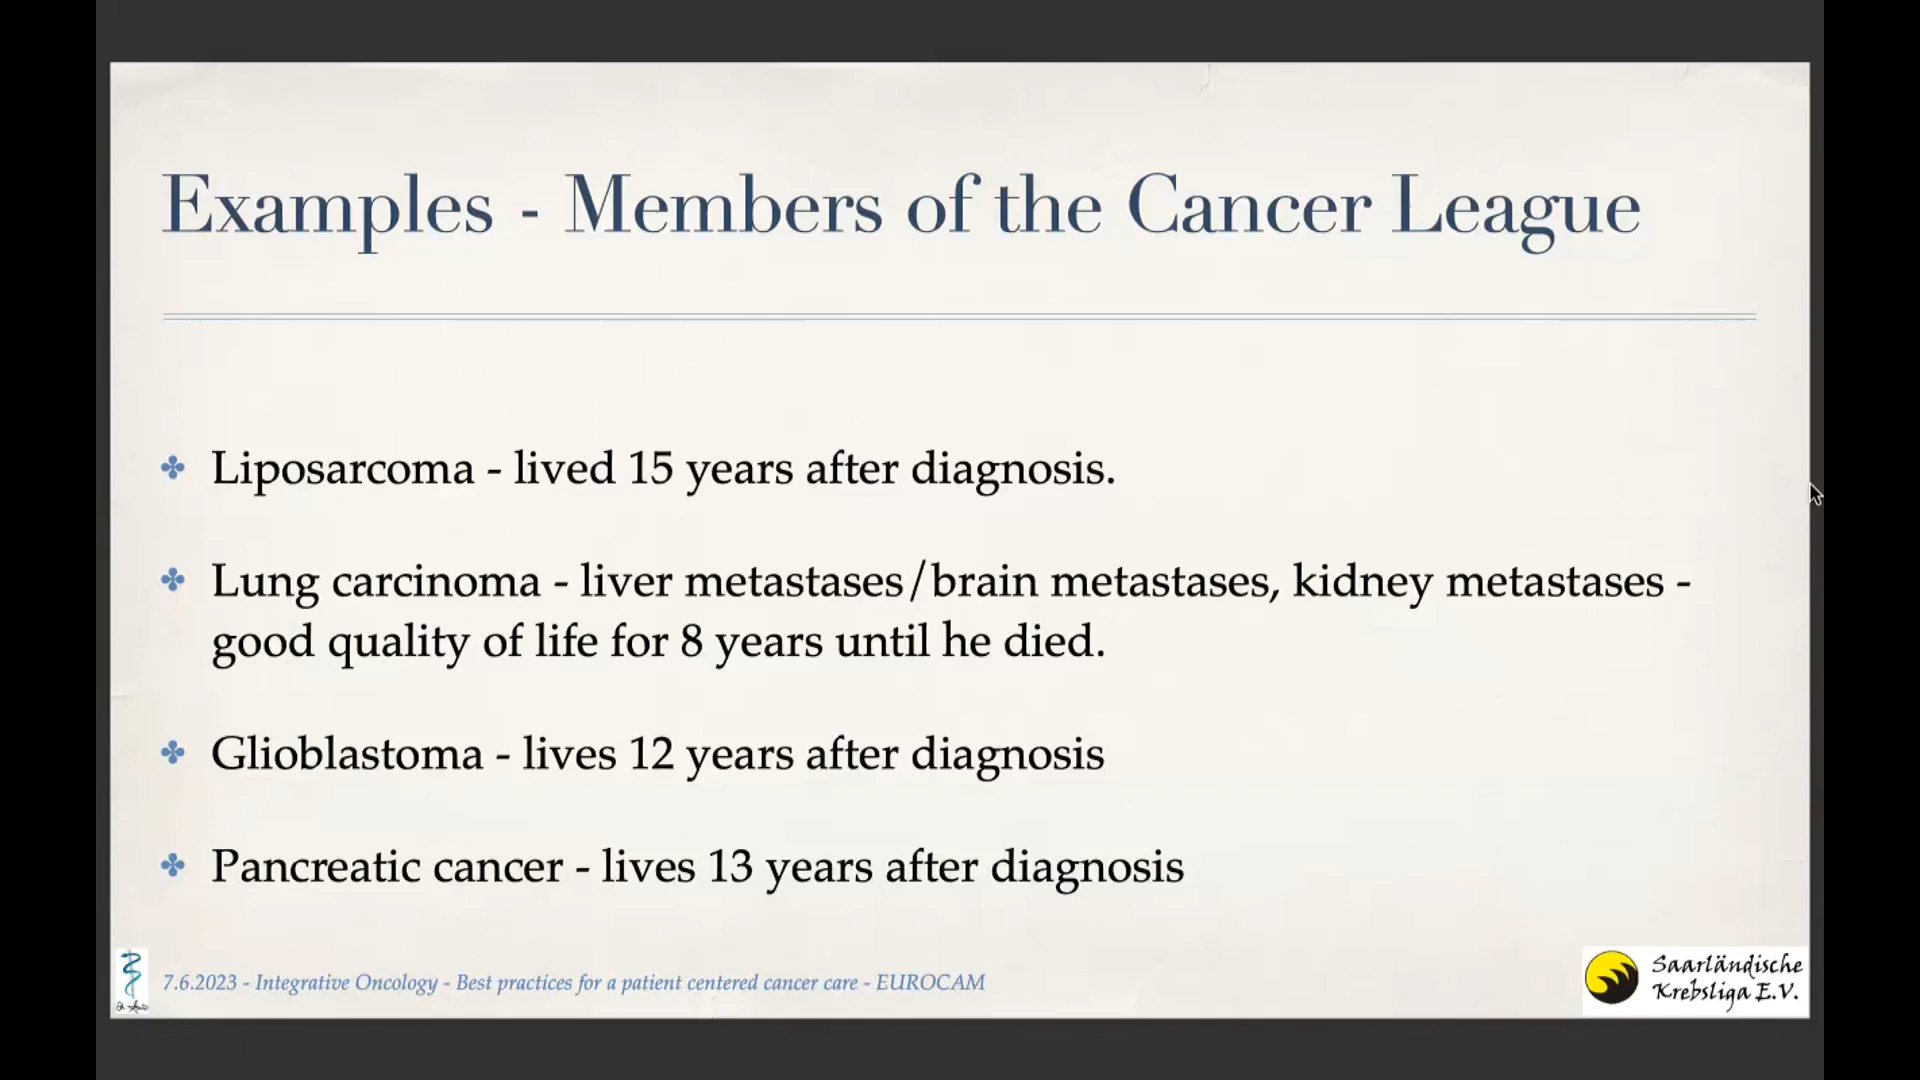 Examples - Members of the Cancer League
Liposarcoma - lived 15 years after diagnosis.
Lung carcinoma - liver metastases/brain metastases, kidney metastases -
good quality of life for 8 years until he died.
Glioblastoma - lives 12 years after diagnosis
Pancreatic cancer - lives 13 years after diagnosis
7.6.2023 - Integrative Oncology - Best practices for a patient centered cancer care - EUROCAM
Saarländische
Krebsliga E.V.